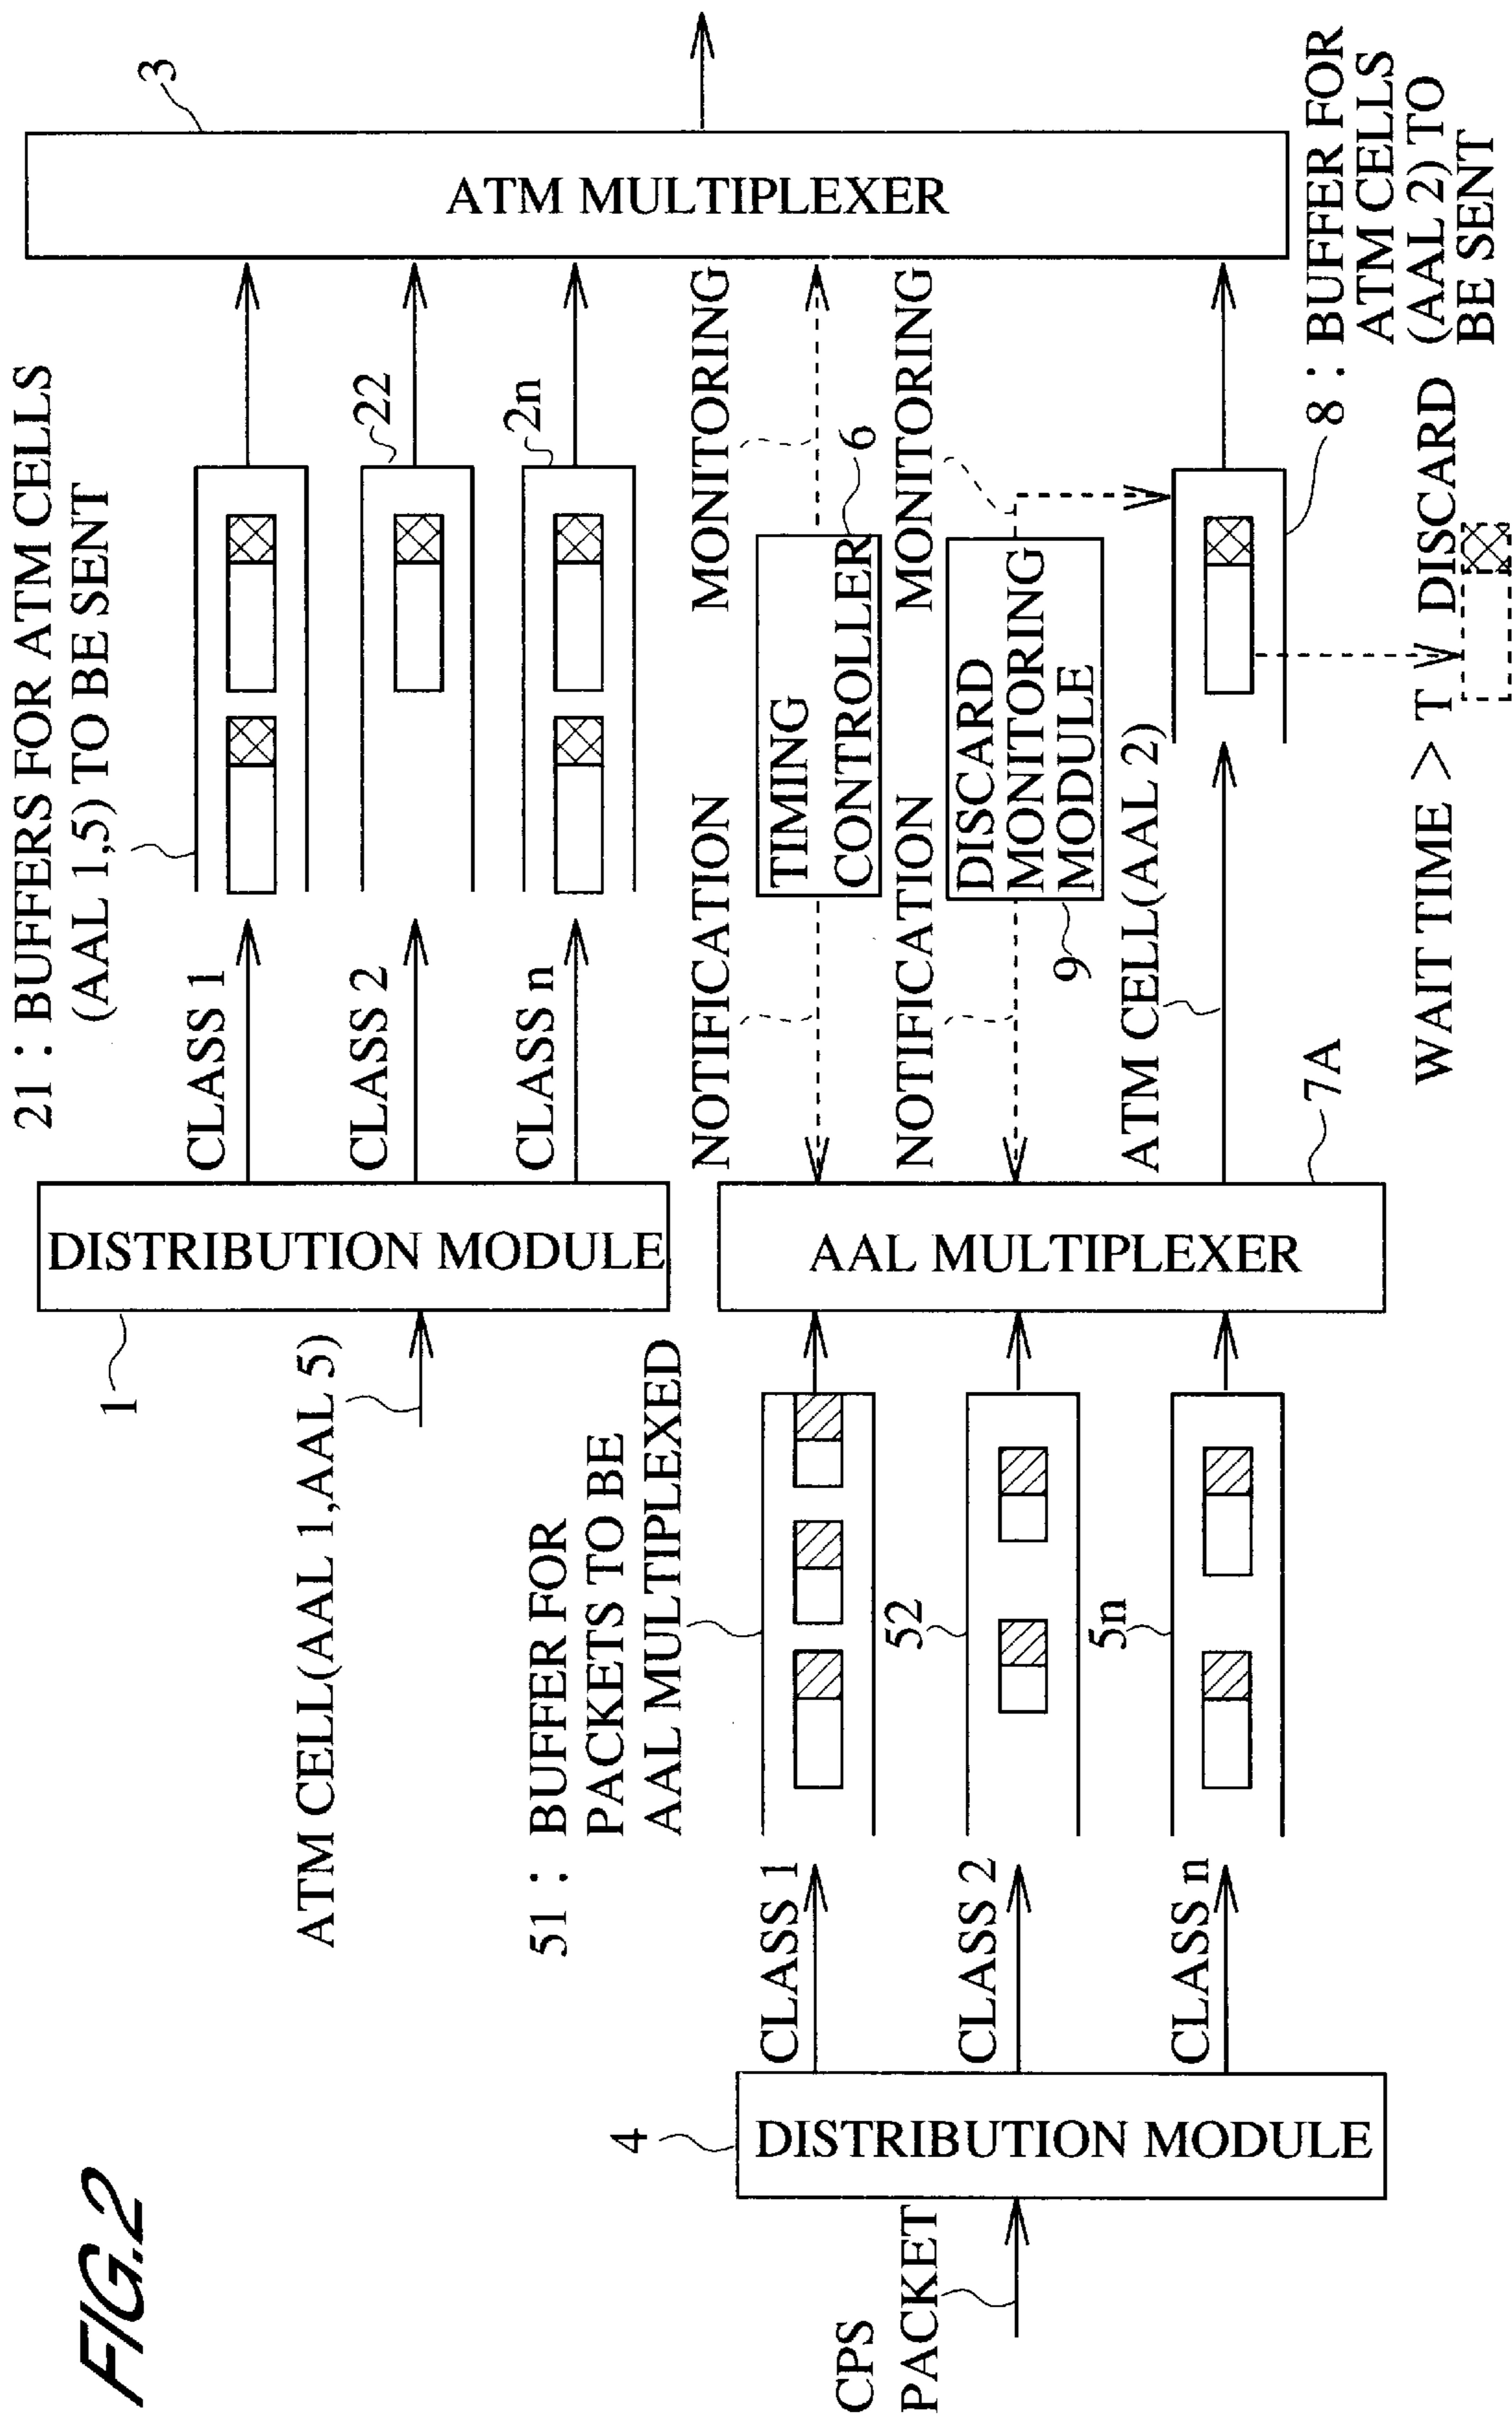 FIG.2
21 : BUFFERS FOR ATM CELLS
(AAL 1,5) TO BE SENT
1
DISTRIBUTION MODULE
ATM CELL(AAL 1,AAL 5)
CLASS 1
CLASS 2
CLASS n
22
2n
3
ATM MULTIPLEXER
51 : BUFFER FOR
PACKETS TO BE
AAL MULTIPLEXED
CPS
PACKET
4
DISTRIBUTION MODULE
CLASS 1
CLASS 2
CLASS n
52
5n
AAL MULTIPLEXER
7A
NOTIFICATION
TIMING
CONTROLLER
6
MONITORING
NOTIFICATION
DISCARD
MONITORING
MODULE
9
MONITORING
ATM CELL(AAL 2)
8 : BUFFER FOR
ATM CELLS
(AAL 2) TO
BE SENT
WAIT TIME > T
DISCARD